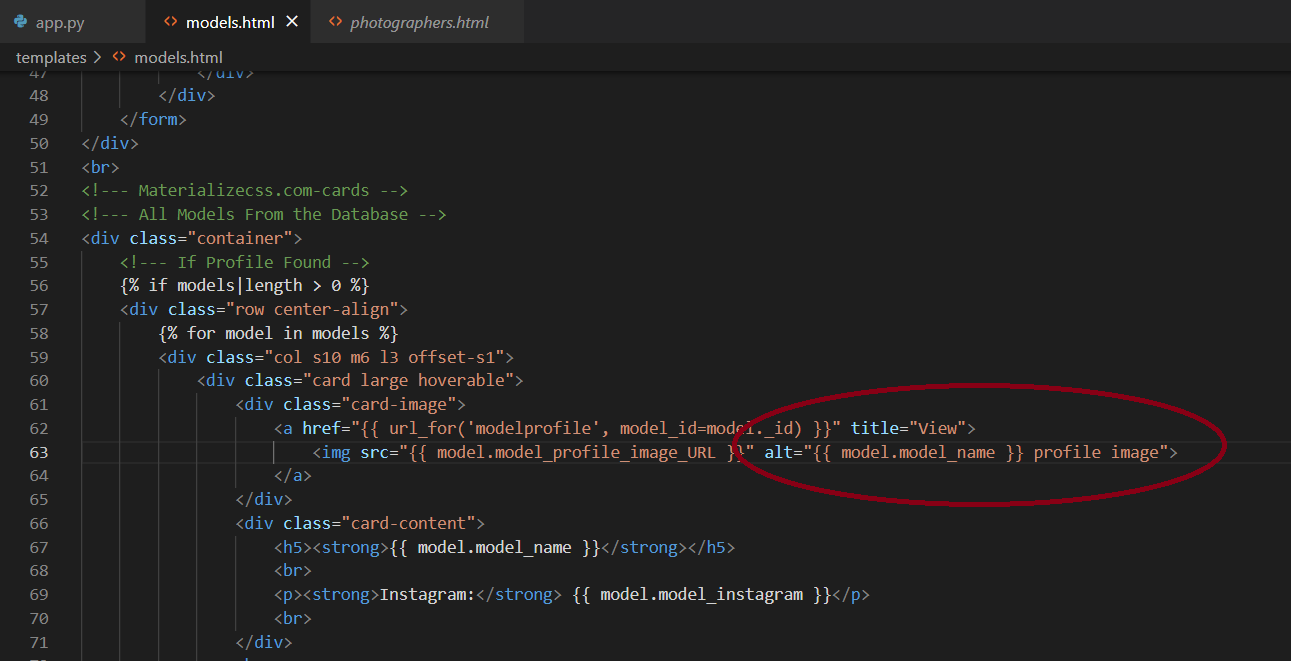 app.py models.html photographers.html
templates > models.html
47 </div>
48 </div>
49 </form>
50 </div>
51 <br>
52 <!--- Materializecss.com-cards -->
53 <!--- All Models From the Database -->
54 <div class="container">
55 <!--- If Profile Found -->
56 {% if models|length > 0 %}
57 <div class="row center-align">
58 {% for model in models %}
59 <div class="col s10 m6 l3 offset-s1">
60 <div class="card large hoverable">
61 <div class="card-image">
62 <a href="{{ url_for('modelprofile', model_id=model._id) }}" title="View">
63 <img src="{{ model.model_profile_image_URL }}" alt="{{ model.model_name }} profile image">
64 </a>
65 </div>
66 <div class="card-content">
67 <h5><strong>{{ model.model_name }}</strong></h5>
68 <br>
69 <p><strong>Instagram:</strong> {{ model.model_instagram }}</p>
70 <br>
71 </div>